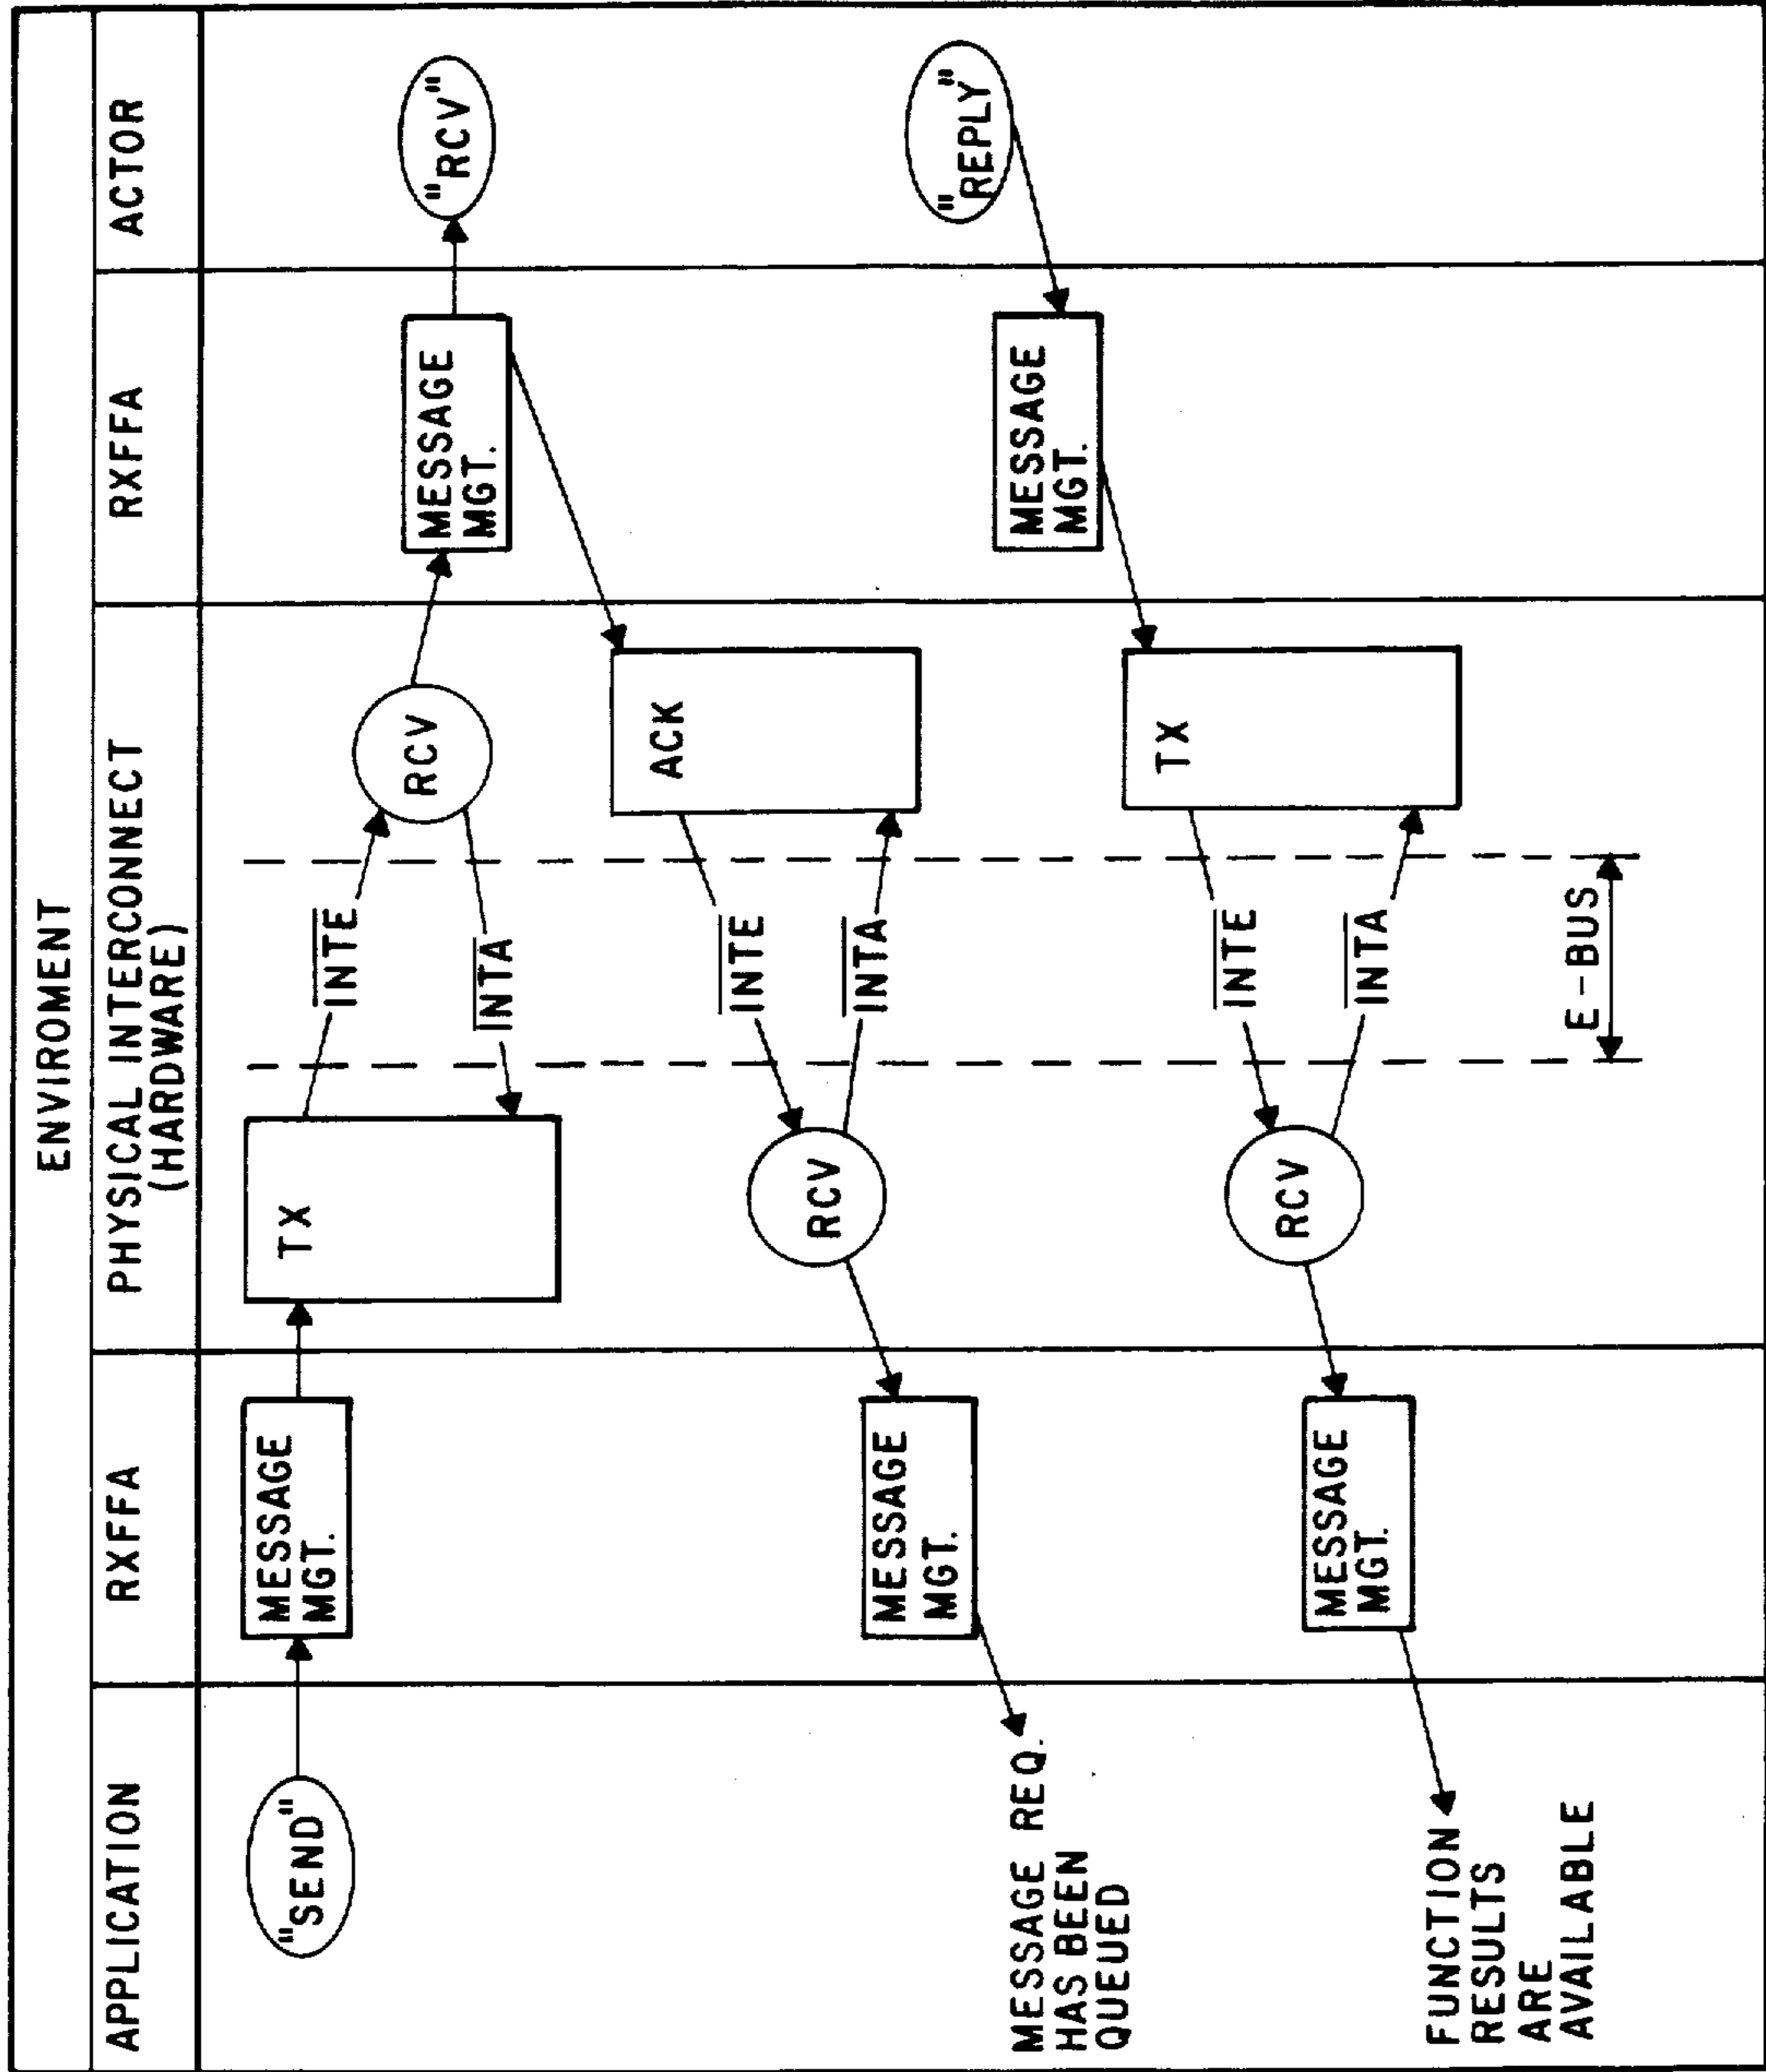 ENVIROMENT
APPLICATION
RXFFA
PHYSICAL INTERCONNECT
(HARDWARE)
RXFFA
ACTOR
"SEND"
MESSAGE
MGT.
TX
INTE
INTA
RCV
MESSAGE
MGT.
"RCV"
ACK
INTE
INTA
RCV
MESSAGE
MGT.
MESSAGE REQ.
HAS BEEN
QUEUED
"REPLY"
MESSAGE
MGT.
TX
INTE
INTA
RCV
MESSAGE
MGT.
FUNCTION
RESULTS
ARE
AVAILABLE
E-BUS